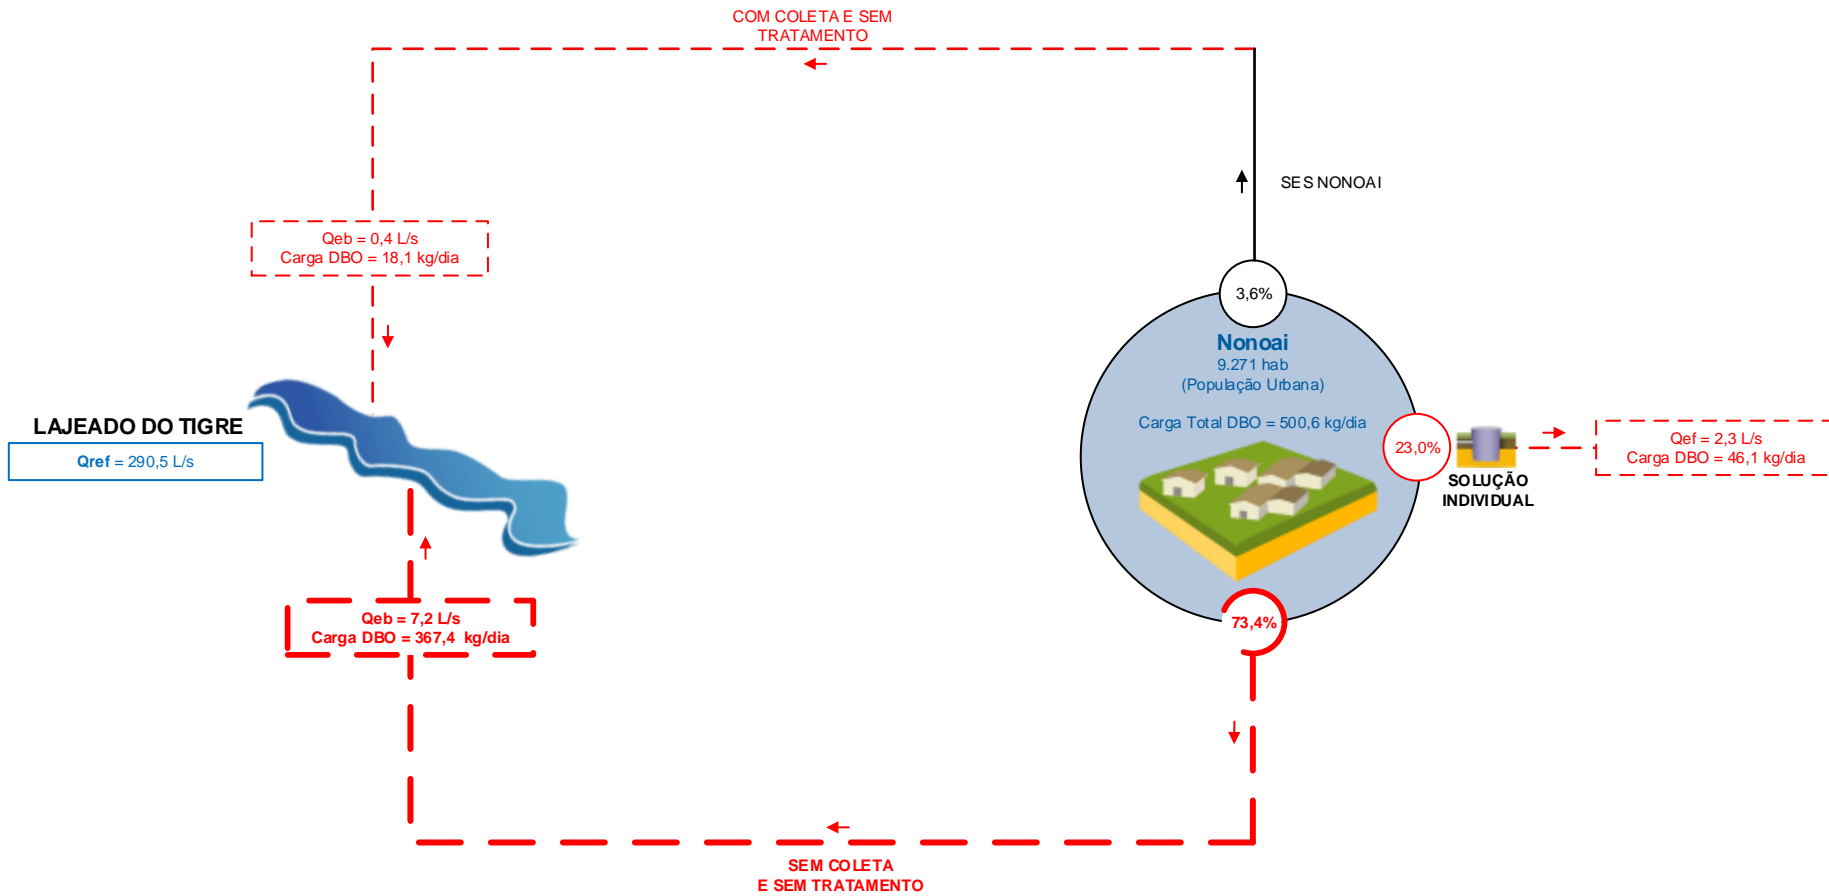 COM COLETA E SEM
TRATAMENTO
SES NONOAI
Qeb = 0,4 L/s
Carga DBO = 18,1 kg/dia
3,6%
Nonoai
9.271 hab
(População Urbana)
Carga Total DBO = 500,6 kg/dia
LAJEADO DO TIGRE
Qref = 290,5 L/s
23,0%
SOLUÇÃO
INDIVIDUAL
Qef = 2,3 L/s
Carga DBO = 46,1 kg/dia
Qeb = 7,2 L/s
Carga DBO = 367,4 kg/dia
73,4%
SEM COLETA
E SEM TRATAMENTO